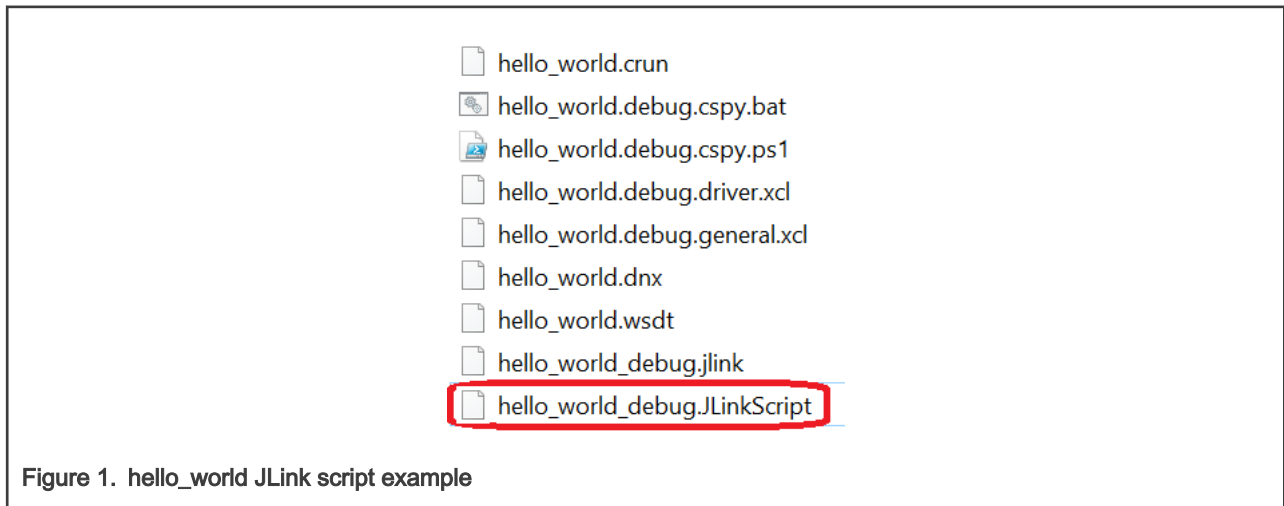 hello_world.crun
hello_world.debug.cspy.bat
hello_world.debug.cspy.ps1
hello_world.debug.driver.xcl
hello_world.debug.general.xcl
hello_world.dnx
hello_world.wsdt
hello_world_debug.jlink
hello_world_debug.JLinkScript
Figure 1. hello_world JLink script example